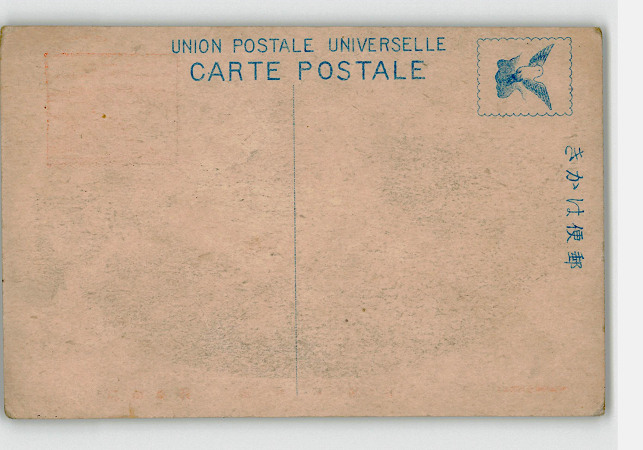 UNION POSTALE UNIVERSELLE
CARTE POSTALE
きかは便郵